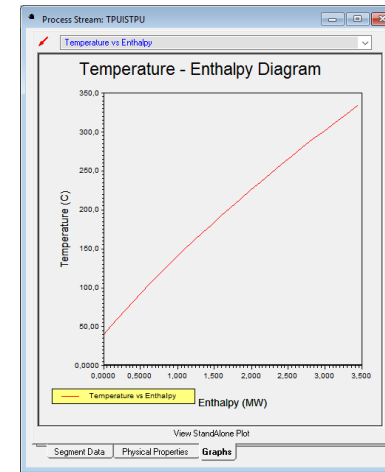 Process Stream: TPUISTPU
Temperature vs Enthalpy
Temperature - Enthalpy Diagram
350,0
300,0
250,0
200,0
150,0
100,0
50,00
0,0000
Temperature (C)
0,0000 0,5000 1,000 1,500 2,000 2,500 3,000 3,500
Temperature vs Enthalpy
Enthalpy (MW)
View StandAlone Plot
Segment Data Physical Properties Graphs